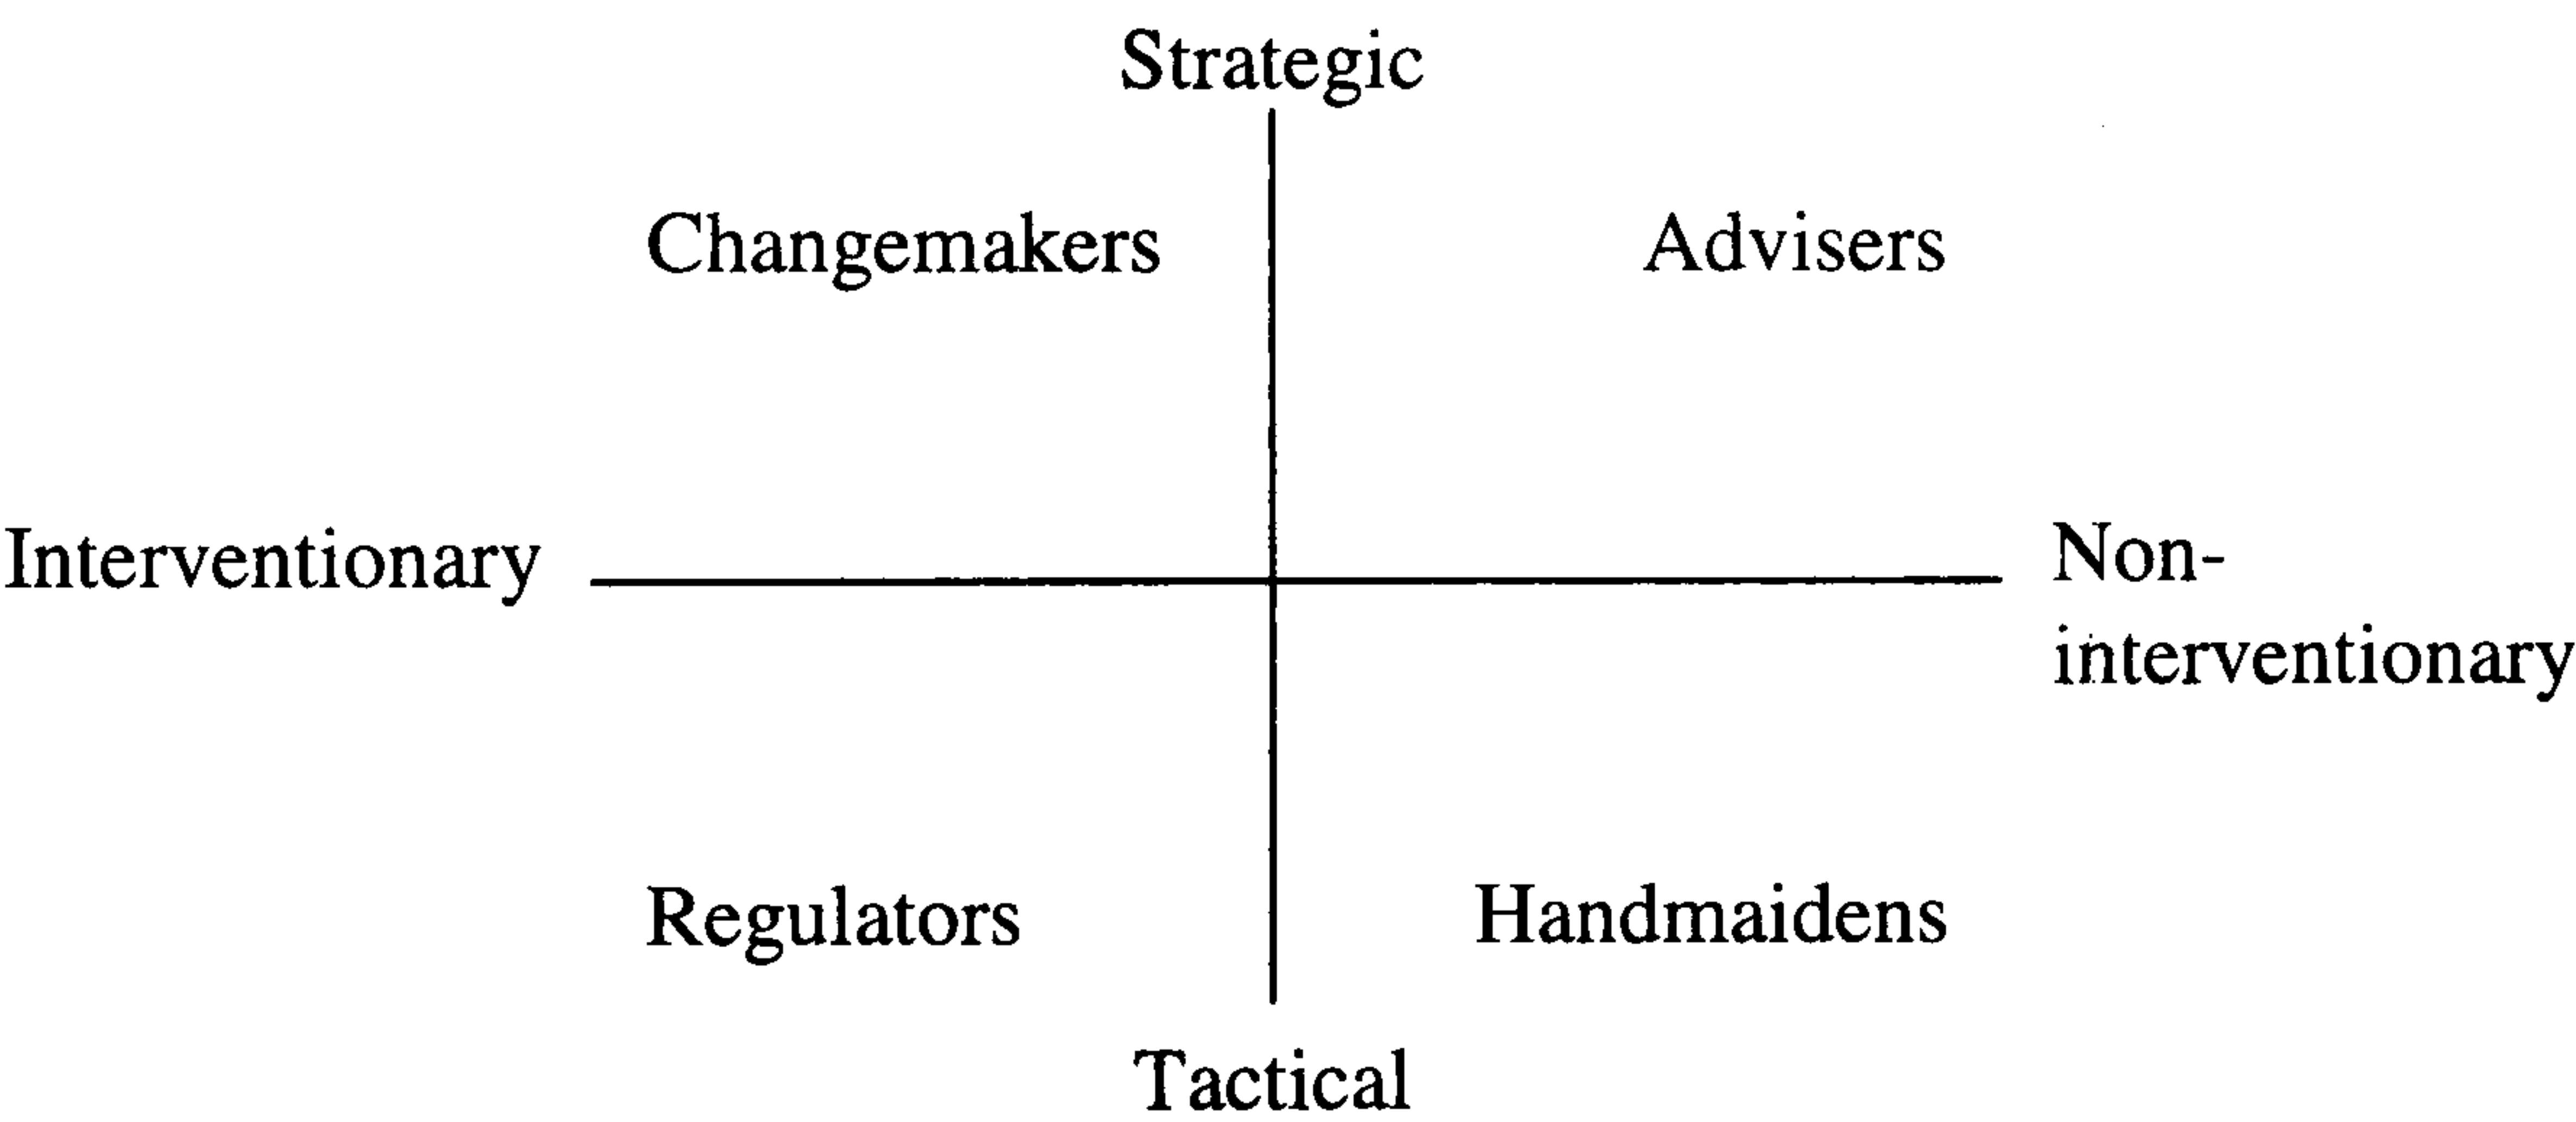 Strategic
Changemakers
Advisers
Interventionary
Non-
interventionary
Regulators
Handmaidens
Tactical